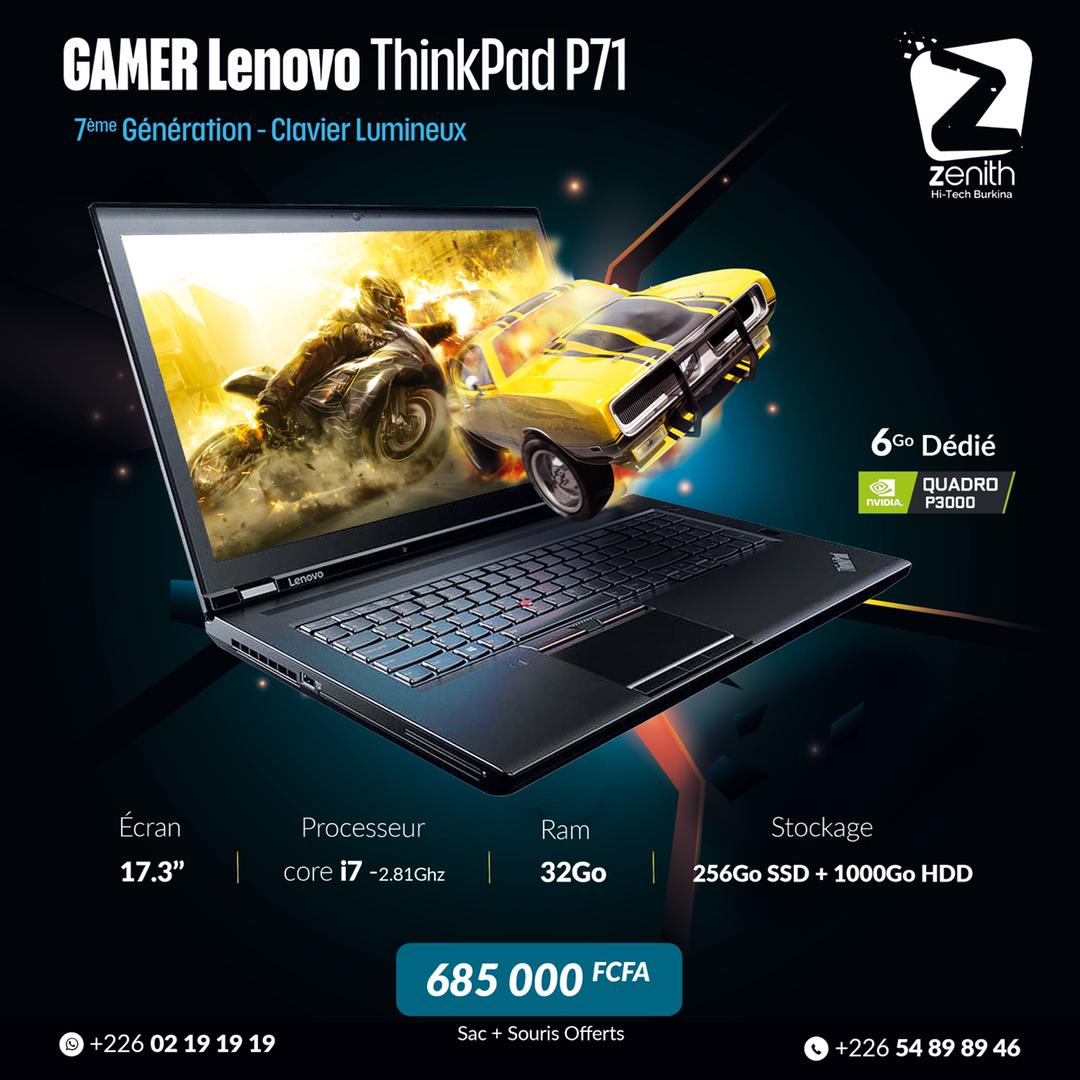 GAMER Lenovo ThinkPad P71
7ème Génération - Clavier Lumineux
Z
zenith
Hi-Tech Burkina
6Go Dédié
NVIDIA.
QUADRO
P3000
Lenovo
Écran
17.3”
Processeur
core i7 -2.81Ghz
Ram
32Go
Stockage
256Go SSD + 1000Go HDD
685 000 FCFA
Sac + Souris Offerts
+226 02 19 19 19
+226 54 89 89 46